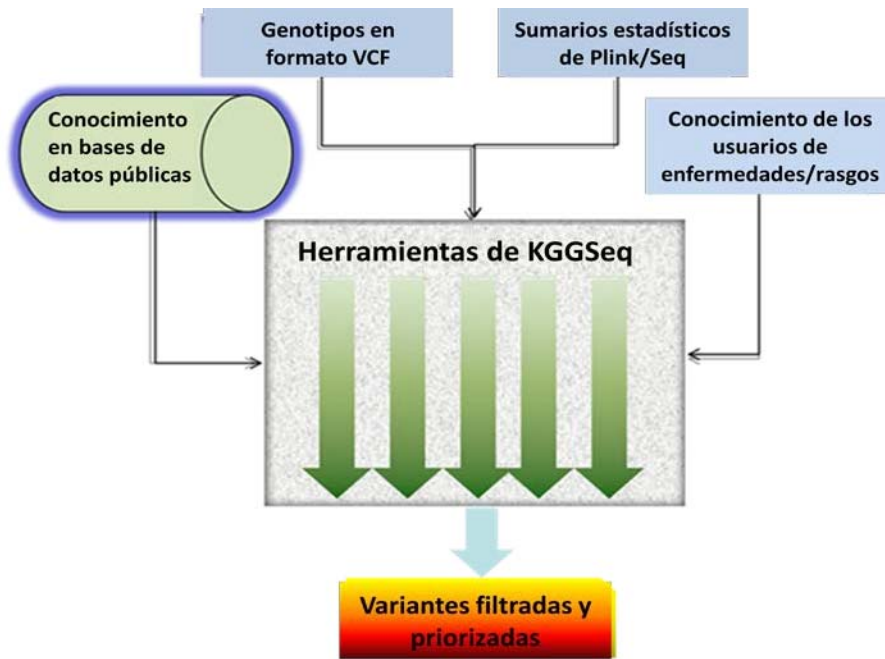 Genotipos en
formato VCF
Sumarios estadísticos
de Plink/Seq
Conocimiento
en bases de
datos públicas
Conocimiento de los
usuarios de
enfermedades/rasgos
Herramientas de KGGSeq
Variantes filtradas y
priorizadas